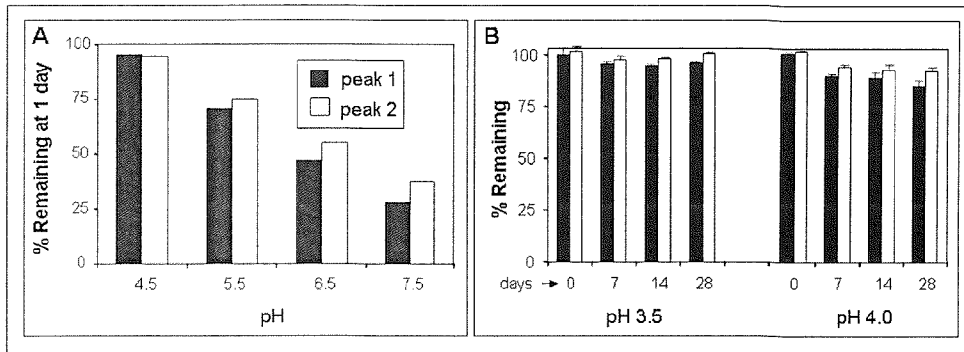 A
% Remaining at 1 day
100
75
50
25
0
peak 1
peak 2
4.5 5.5 6.5 7.5
pH
B
% Remaining
100
75
50
25
0
days → 0 7 14 28 0 7 14 28
pH 3.5 pH 4.0